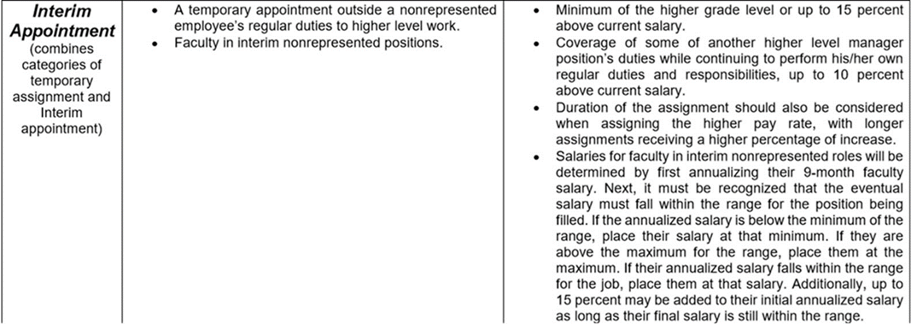 Interim
Appointment
(combines
categories of
temporary
assignment and
Interim
appointment)
• A temporary appointment outside a nonrepresented
employee's regular duties to higher level work.
• Faculty in interim nonrepresented positions.
• Minimum of the higher grade level or up to 15 percent
above current salary.
• Coverage of some of another higher level manager
position's duties while continuing to perform his/her own
regular duties and responsibilities, up to 10 percent
above current salary.
• Duration of the assignment should also be considered
when assigning the higher pay rate, with longer
assignments receiving a higher percentage of increase.
• Salaries for faculty in interim nonrepresented roles will be
determined by first annualizing their 9-month faculty
salary. Next, it must be recognized that the eventual
salary must fall within the range for the position being
filled. If the annualized salary is below the minimum of the
range, place their salary at that minimum. If they are
above the maximum for the range, place them at the
maximum. If their annualized salary falls within the range
for the job, place them at that salary. Additionally, up to
15 percent may be added to their initial annualized salary
as long as their final salary is still within the range.